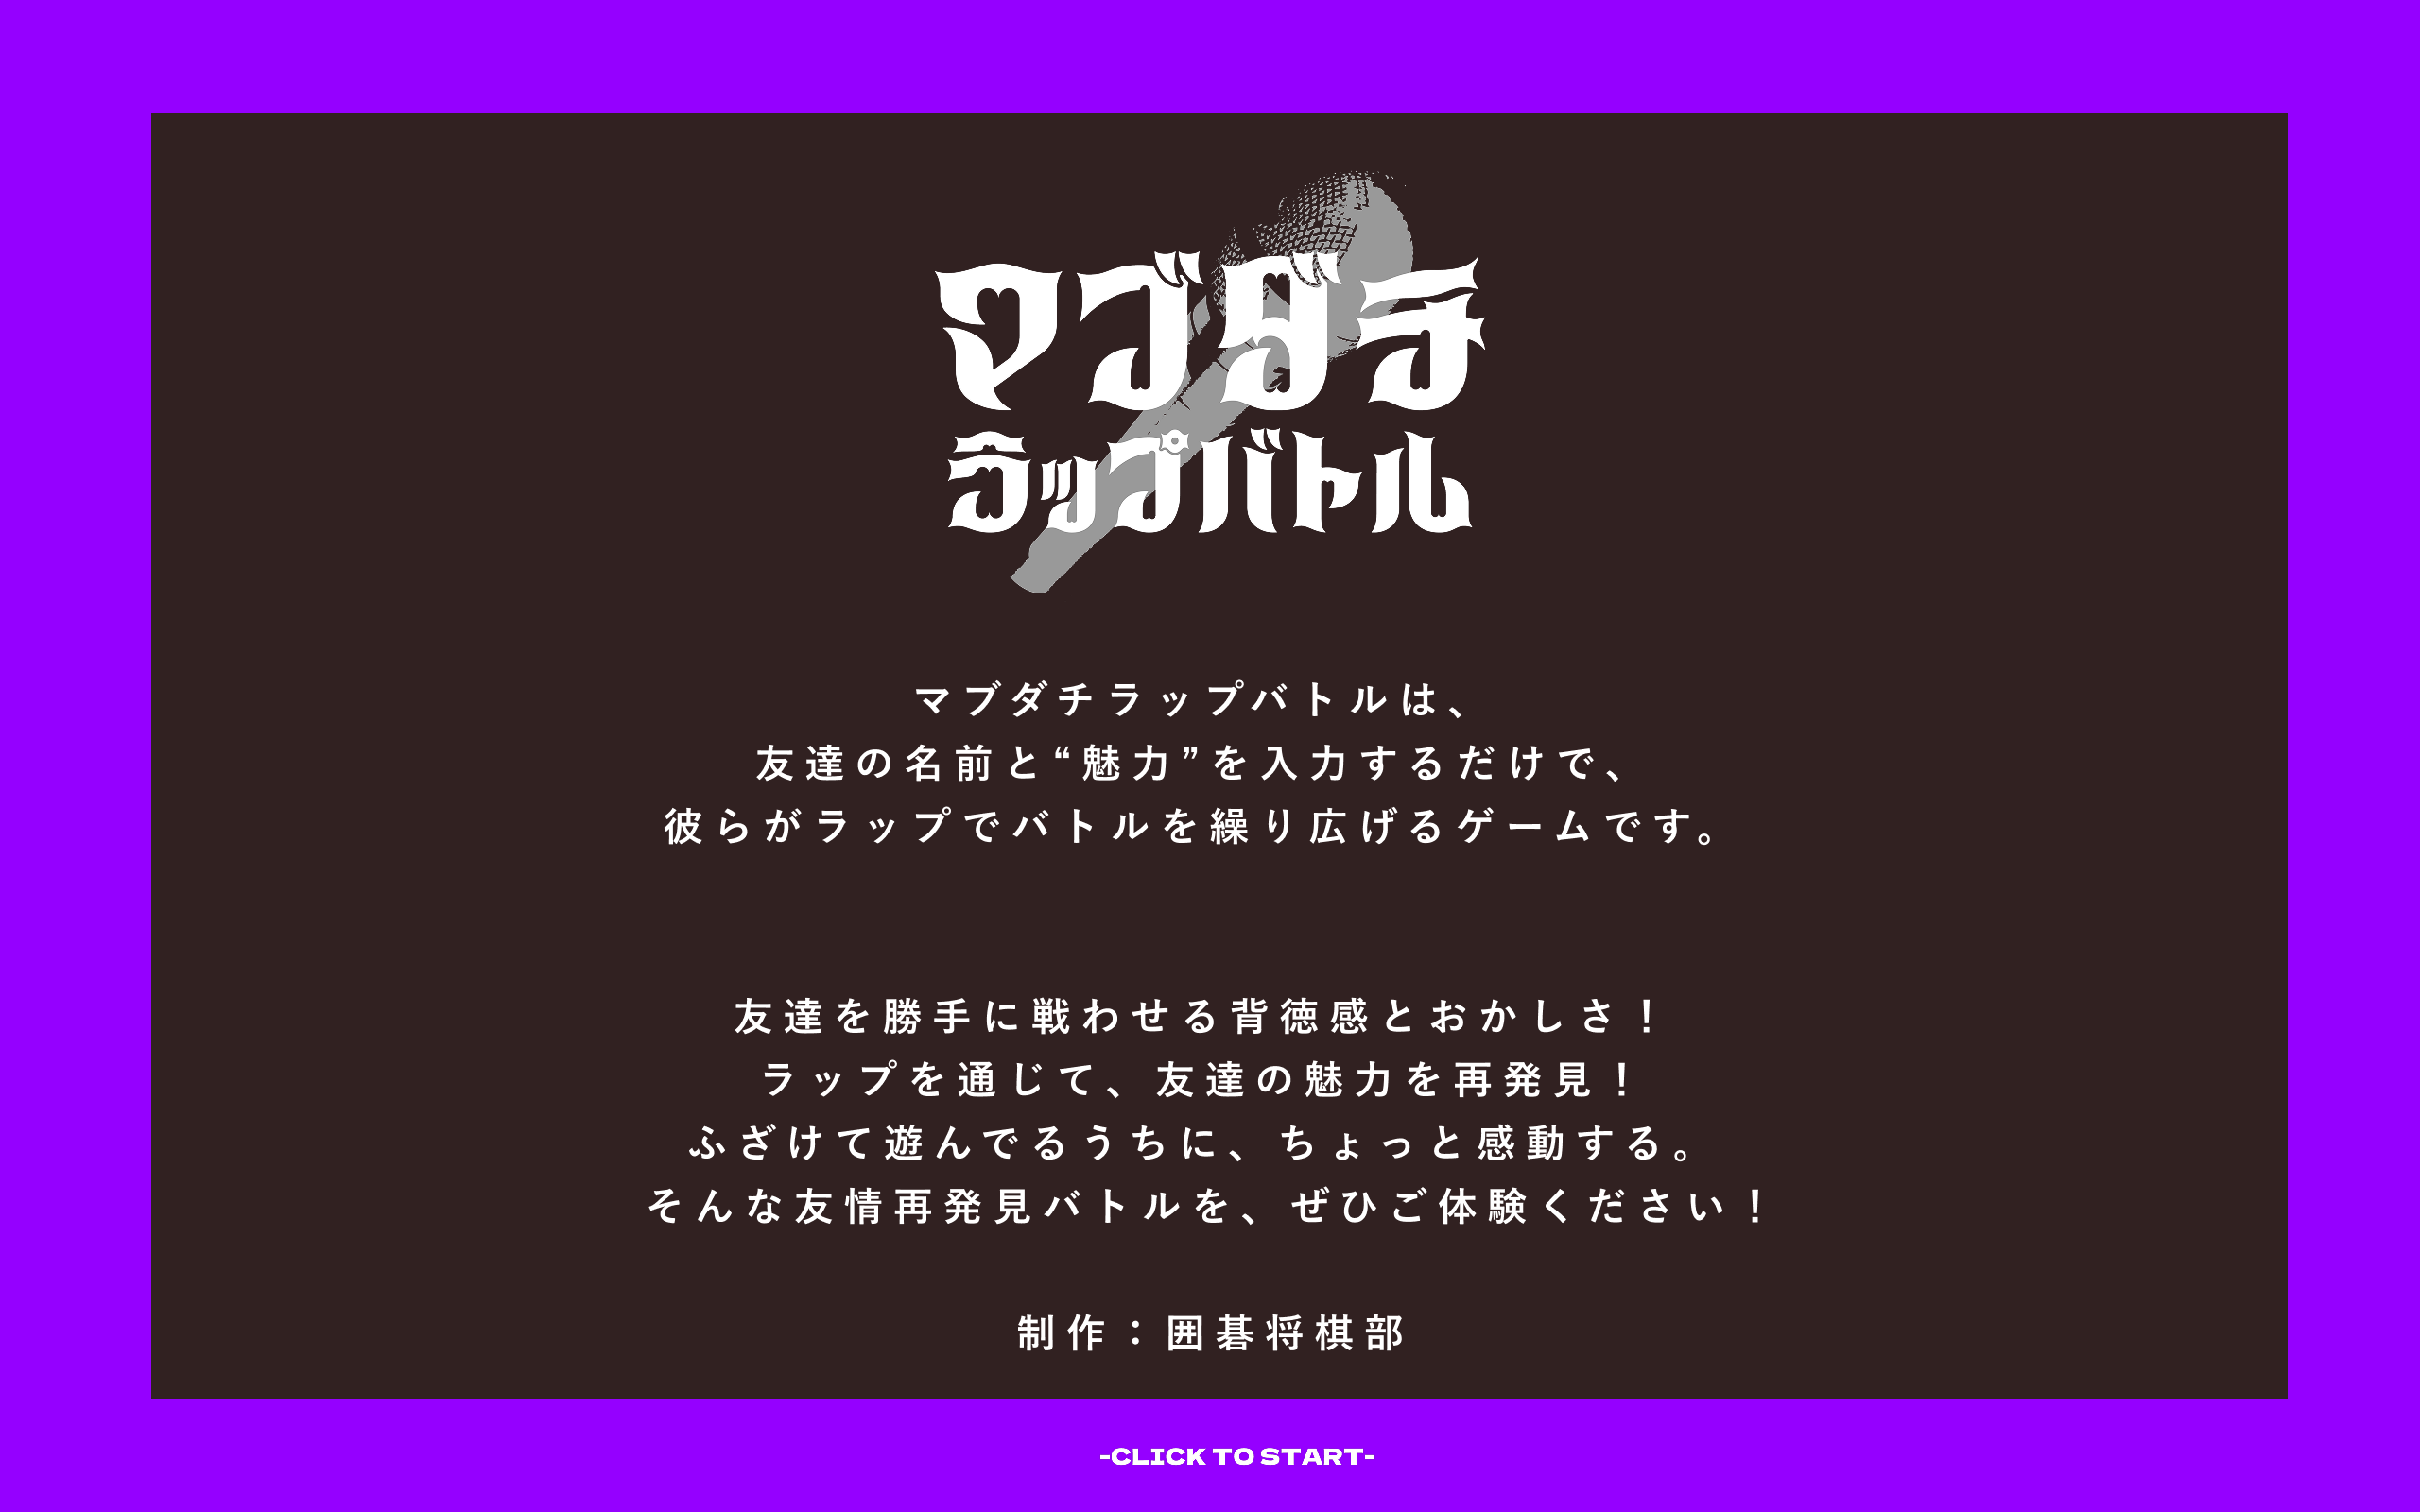 マブダチ
ラップバトル
マブダチラップバトルは、
友達の名前と“魅力”を入力するだけで、
彼らがラップでバトルを繰り広げるゲームです。
友達を勝手に戦わせる背徳感とおかしさ！
ラップを通じて、友達の魅力を再発見！
ふざけて遊んでるうちに、ちょっと感動する。
そんな友情再発見バトルを、ぜひご体験ください！
制作：囲碁将棋部
-CLICK TO START-